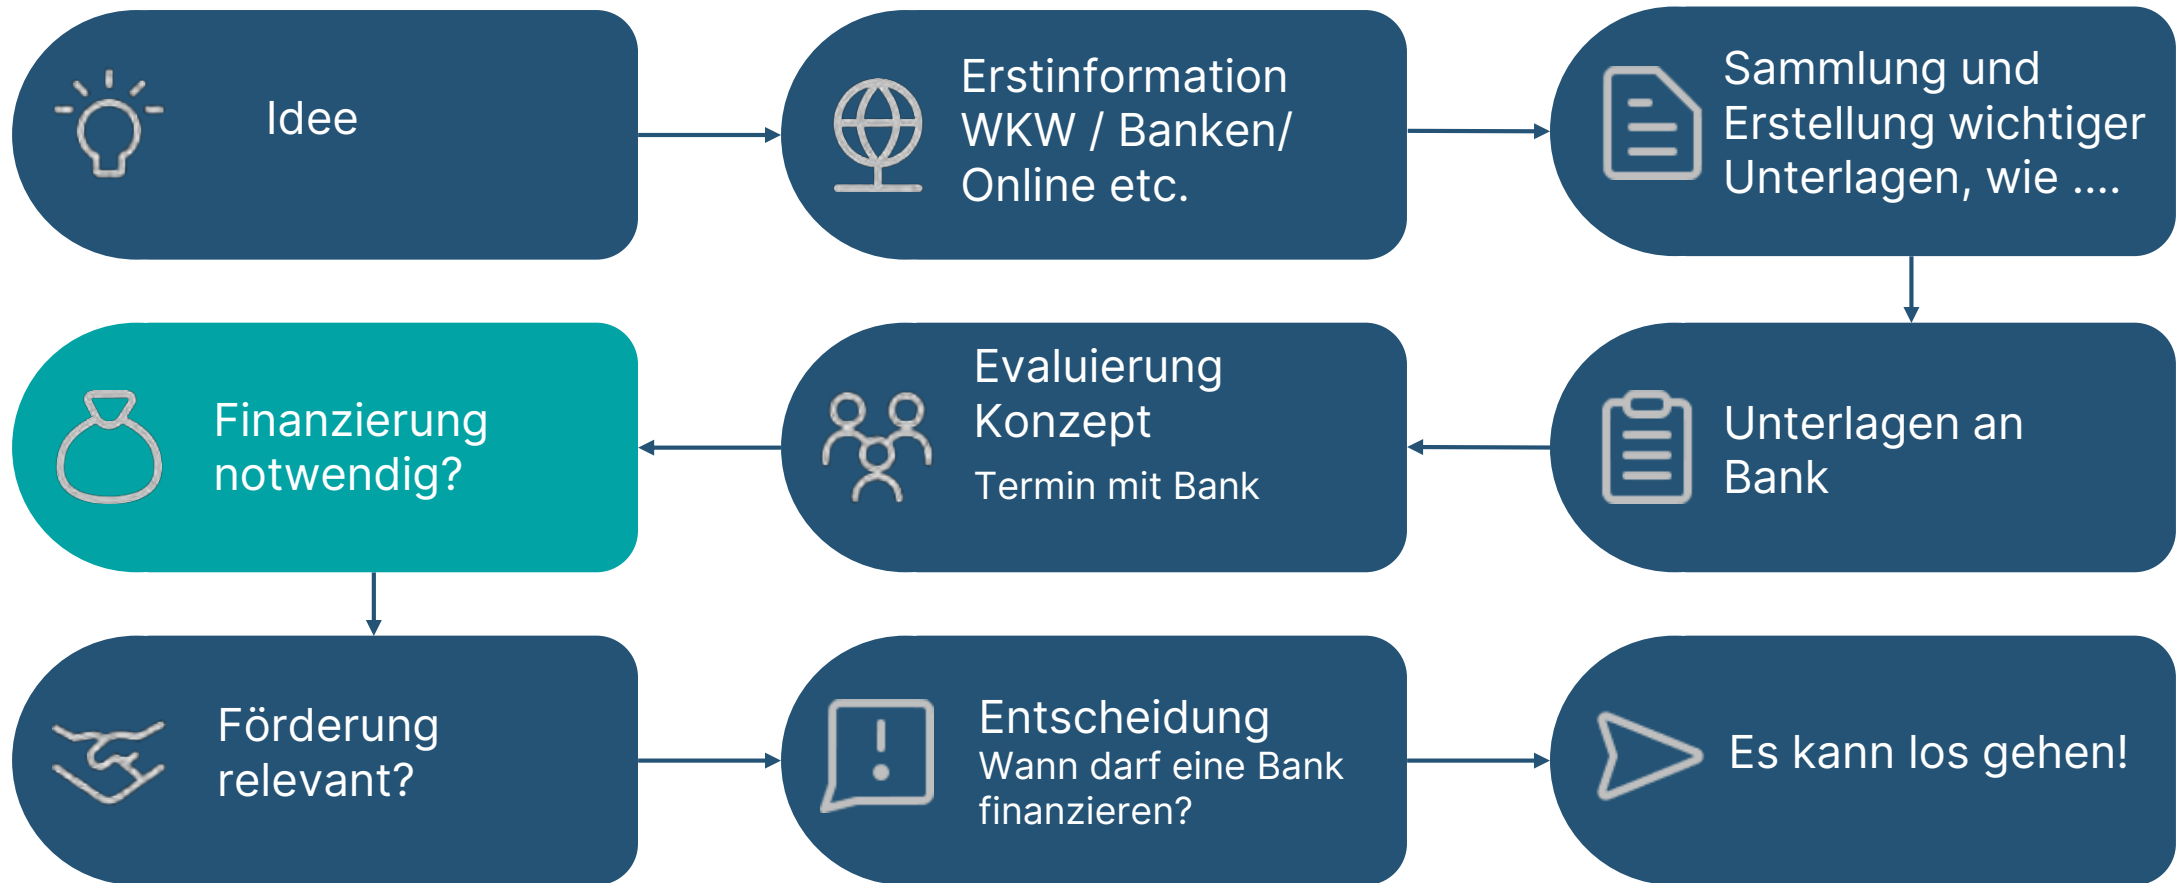 Idee
Erstinformation
WKW / Banken/
Online etc.
Sammlung und
Erstellung wichtiger
Unterlagen, wie ....
Unterlagen an
Bank
Evaluierung
Konzept
Termin mit Bank
Finanzierung
notwendig?
Förderung
relevant?
Entscheidung
Wann darf eine Bank
finanzieren?
Es kann los gehen!